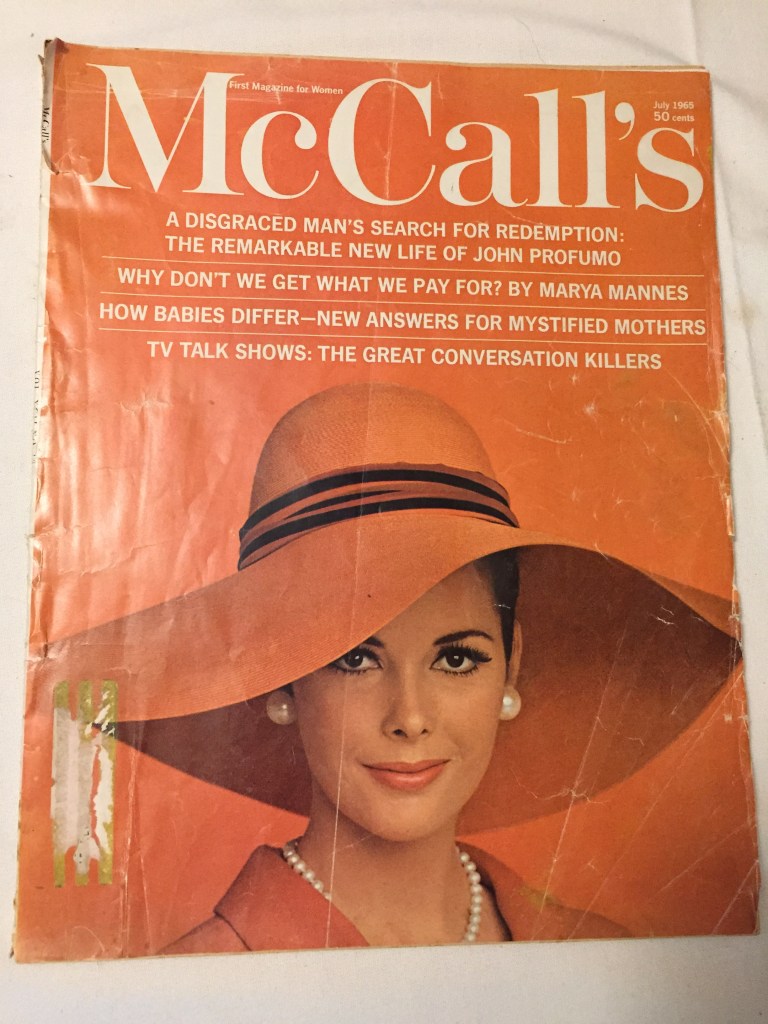 First Magazine for Women
McCall's
July 1965
50 cents
A DISGRACED MAN'S SEARCH FOR REDEMPTION:
THE REMARKABLE NEW LIFE OF JOHN PROFUMO
WHY DON'T WE GET WHAT WE PAY FOR? BY MARYA MANNES
HOW BABIES DIFFER—NEW ANSWERS FOR MYSTIFIED MOTHERS
TV TALK SHOWS: THE GREAT CONVERSATION KILLERS
McCall's